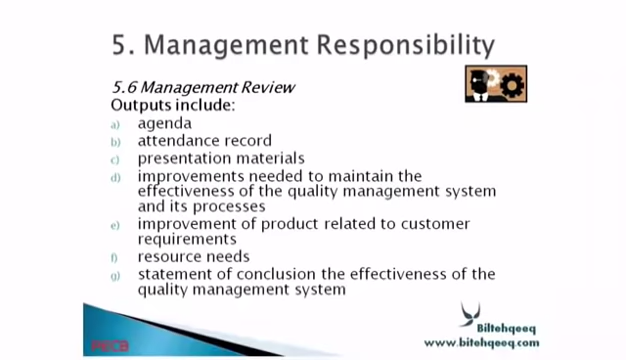 5. Management Responsibility
5.6 Management Review
Outputs include:
a) agenda
b) attendance record
c) presentation materials
d) improvements needed to maintain the
effectiveness of the quality management system
and its processes
e) improvement of product related to customer
requirements
f) resource needs
g) statement of conclusion the effectiveness of the
quality management system
Biltehqeeq
PECB
www.bitehqeeq.com